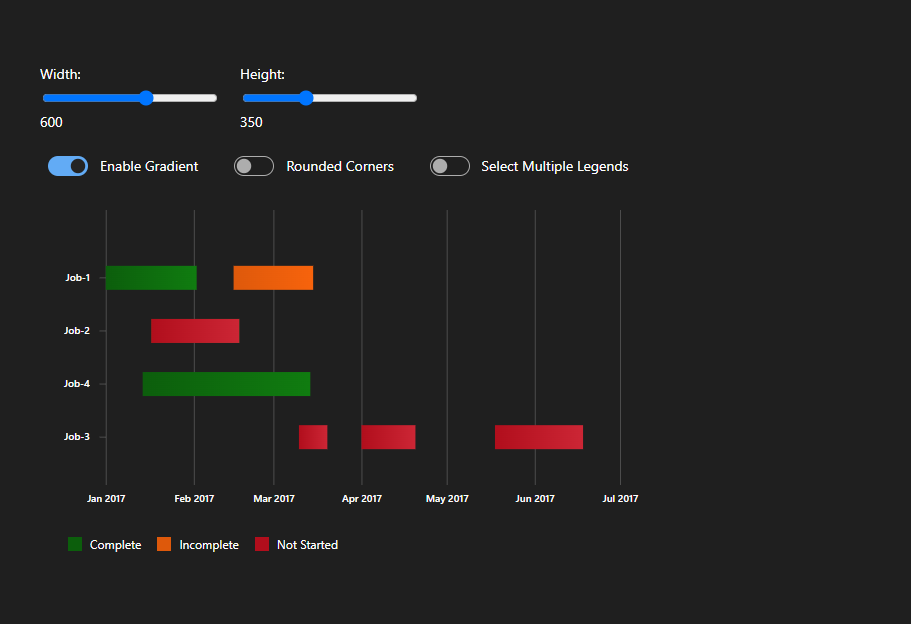 Width:
Height:
600
350
Enable Gradient
Rounded Corners
Select Multiple Legends
Job-1
Job-2
Job-4
Job-3
Jan 2017 Feb 2017 Mar 2017 Apr 2017 May 2017 Jun 2017 Jul 2017
Complete Incomplete Not Started